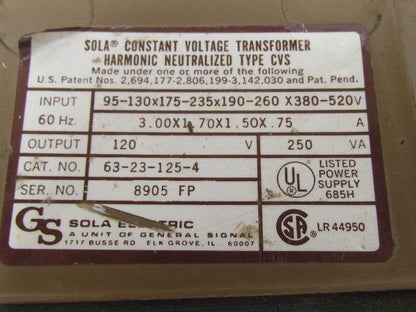 SOLA® CONSTANT VOLTAGE TRANSFORMER
HARMONIC NEUTRALIZED TYPE CVS
Made under one or more of the following
U.S. Patent Nos. 2,694,177-2,806,199-3,142,030 and Pat. Pend.
INPUT 95-130x175-235x190-260 X380-520V
60 Hz. 3.00X1.70X1.50X.75 A
OUTPUT 120 V 250 VA
CAT. NO. 63-23-125-4
SER. NO. 8905 FP
UL ® LISTED
POWER
SUPPLY
685H
GS SOLA ELECTRIC
A UNIT OF GENERAL SIGNAL
1717 BUSSE RD. ELK GROVE, IL 60007
SA ® LR 44950